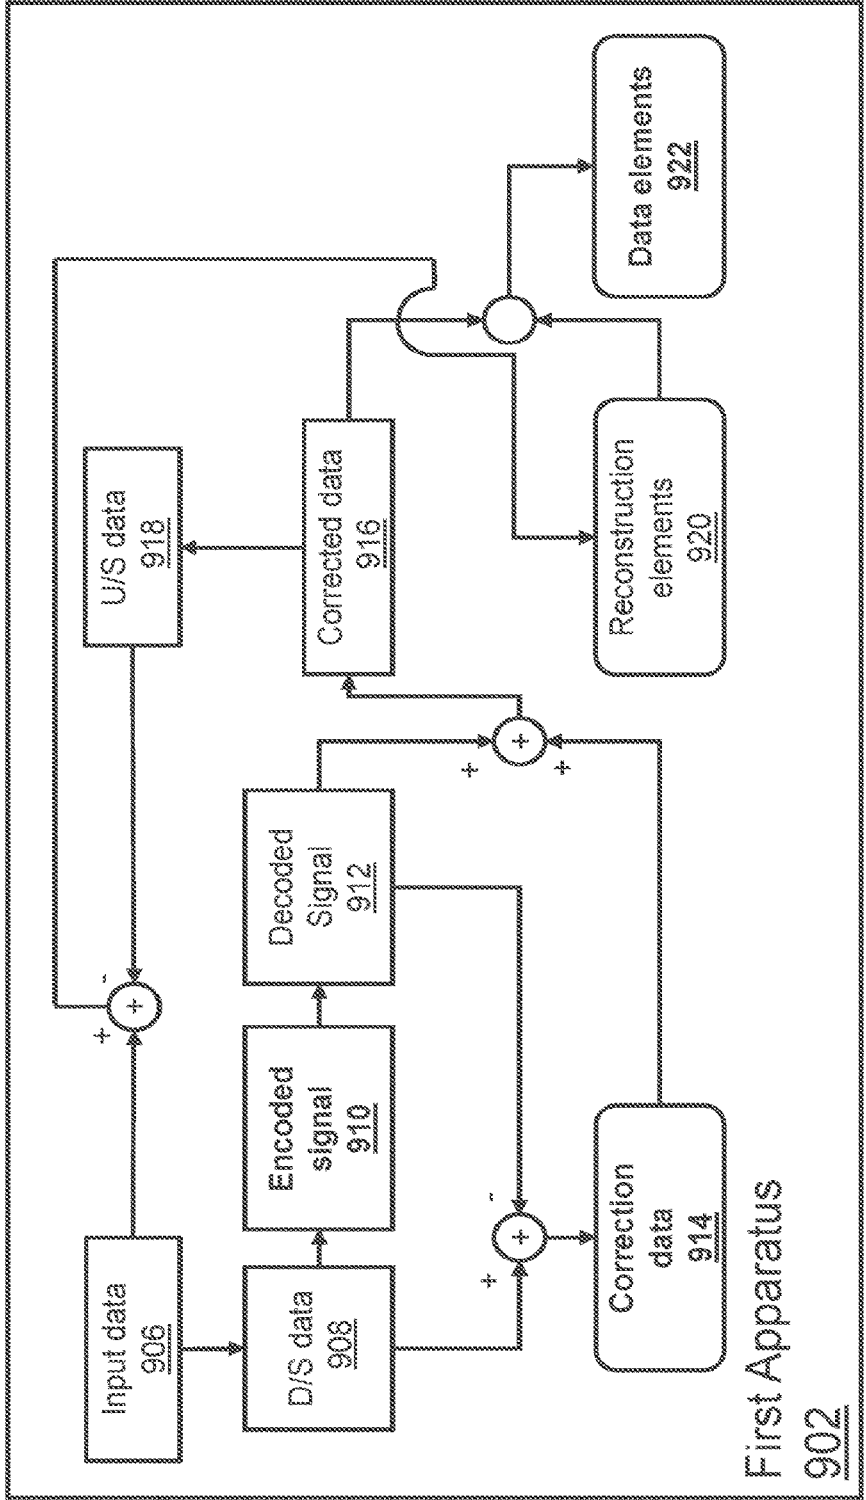 Input data
906
U/S data
918
D/S data
908
Encoded
signal
910
Decoded
Signal
912
Corrected data
916
Correction
data
914
Reconstruction
elements
920
Data elements
922
+
-
+
+
-
+
+
+
+
+
First Apparatus
902